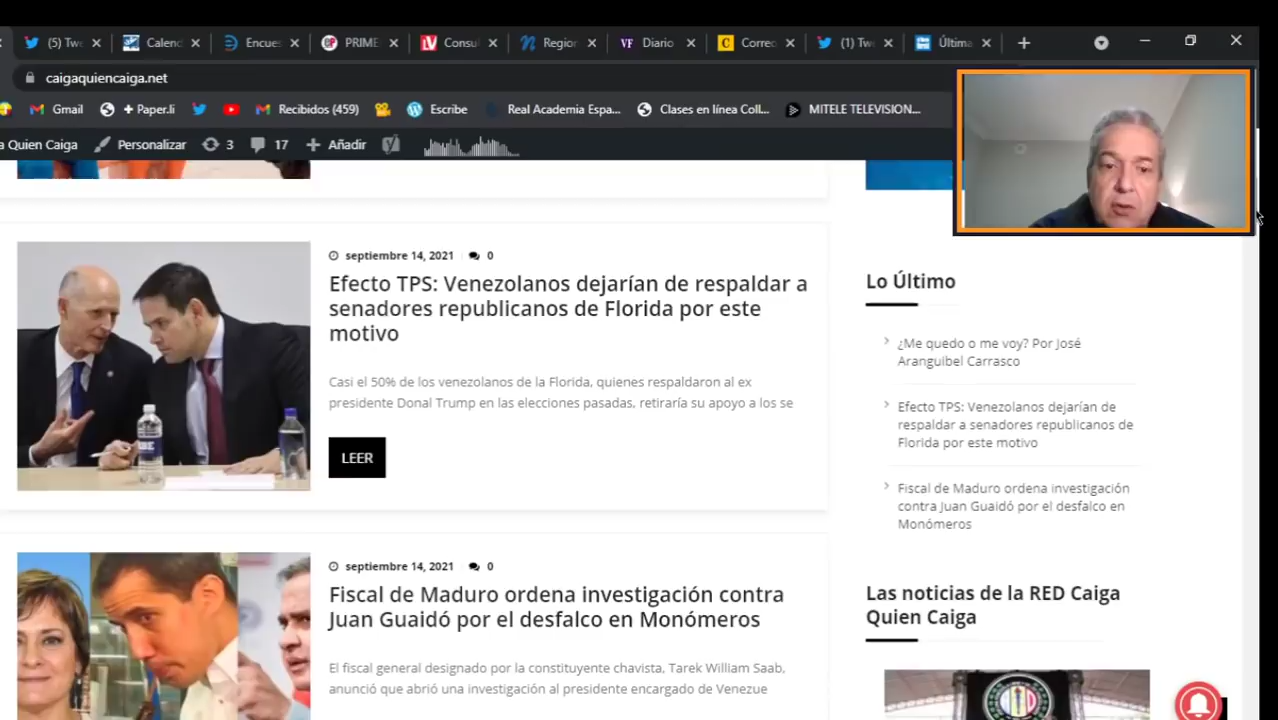 (5) Tw
Calenc
Encues
PRIME
Consul
Region
VF Diario
Correo
(1) Tw
Última
caigaquiencaiga.net
Gmail
+ Paper.li
Recibidos (459)
Escribe
Real Academia Espa...
Clases en línea Coll...
MITELE TELEVISION...
a Quien Caiga
Personalizar
3
17
Añadir
septiembre 14, 2021 0
Efecto TPS: Venezolanos dejarían de respaldar a
senadores republicanos de Florida por este
motivo
Casi el 50% de los venezolanos de la Florida, quienes respaldaron al ex
presidente Donal Trump en las elecciones pasadas, retiraría su apoyo a los se
LEER
septiembre 14, 2021 0
Fiscal de Maduro ordena investigación contra
Juan Guaidó por el desfalco en Monómeros
El fiscal general designado por la constituyente chavista, Tarek William Saab,
anunció que abrió una investigación al presidente encargado de Venezue
Lo Último
¿Me quedo o me voy? Por José
Aranguibel Carrasco
Efecto TPS: Venezolanos dejarían de
respaldar a senadores republicanos de
Florida por este motivo
Fiscal de Maduro ordena investigación
contra Juan Guaidó por el desfalco en
Monómeros
Las noticias de la RED Caiga
Quien Caiga